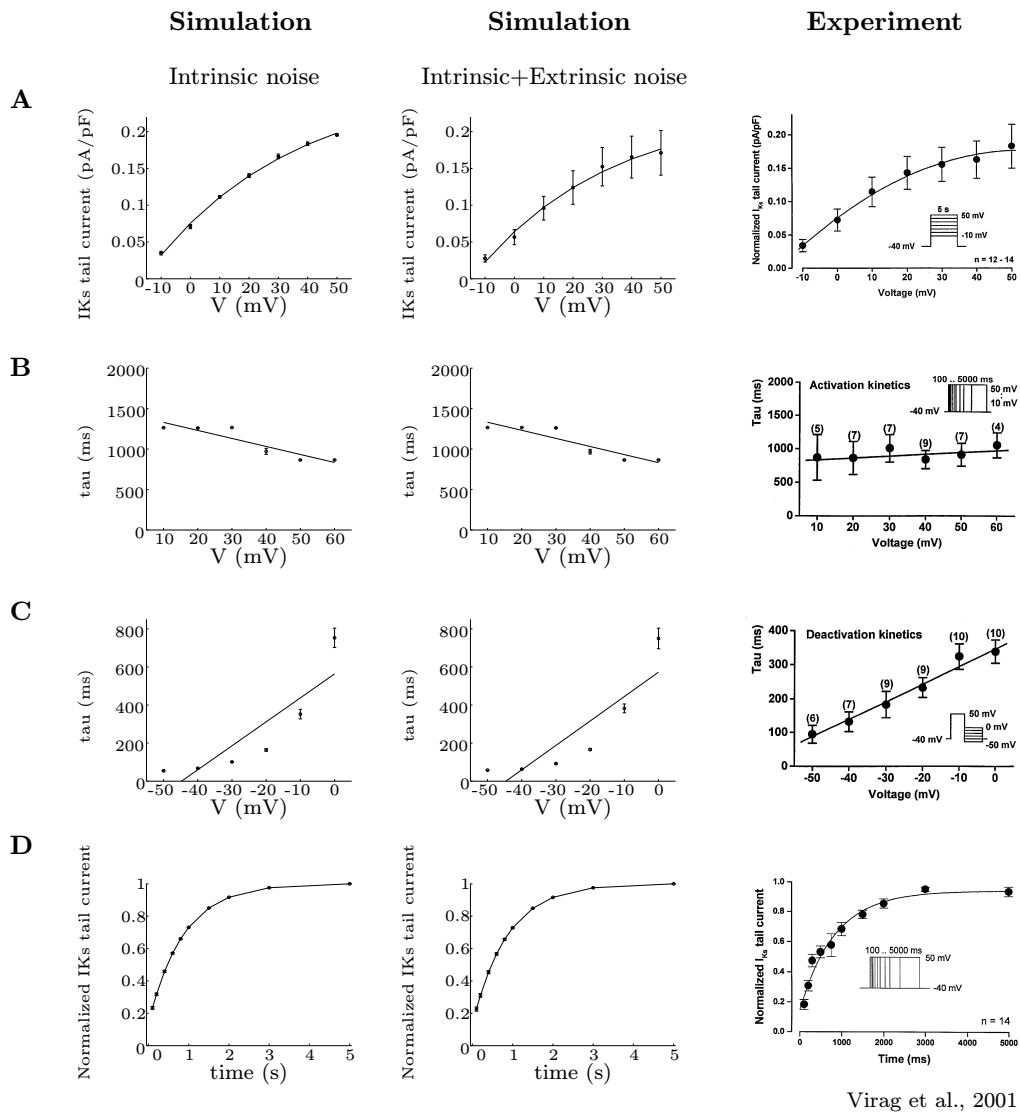 Simulation Simulation Experiment
Intrinsic noise Intrinsic+Extrinsic noise
A
IKs tail current (pA/pF)
0.2
0.15
0.1
0.05
0
-10 0 10 20 30 40 50
V (mV)
IKs tail current (pA/pF)
0.2
0.15
0.1
0.05
0
-10 0 10 20 30 40 50
V (mV)
Normalized IKs tail current (pA/pF)
0.20
0.15
0.10
0.05
0.00
5 s
50 mV
-10 mV
-40 mV
n = 12 - 14
-10 0 10 20 30 40 50
Voltage (mV)
B
tau (ms)
2000
1500
1000
500
0
10 20 30 40 50 60
V (mV)
tau (ms)
2000
1500
1000
500
0
10 20 30 40 50 60
V (mV)
Tau (ms)
2000
1500
1000
500
0
Activation kinetics
100 .. 5000 ms
50 mV
10 mV
-40 mV
(5) (7) (7) (9) (7) (4)
10 20 30 40 50 60
Voltage (mV)
C
tau (ms)
800
600
400
200
0
-50 -40 -30 -20 -10 0
V (mV)
tau (ms)
800
600
400
200
0
-50 -40 -30 -20 -10 0
V (mV)
Tau (ms)
400
300
200
100
0
Deactivation kinetics
(6) (7) (9) (9) (10) (10)
50 mV
0 mV
-40 mV
-50 mV
-50 -40 -30 -20 -10 0
Voltage (mV)
D
Normalized IKs tail current
1
0.8
0.6
0.4
0.2
0
0 1 2 3 4 5
time (s)
Normalized IKs tail current
1
0.8
0.6
0.4
0.2
0
0 1 2 3 4 5
time (s)
Normalized IKs tail current
1.0
0.8
0.6
0.4
0.2
0.0
100 .. 5000 ms
50 mV
-40 mV
n = 14
0 1000 2000 3000 4000 5000
Time (ms)
Virag et al., 2001